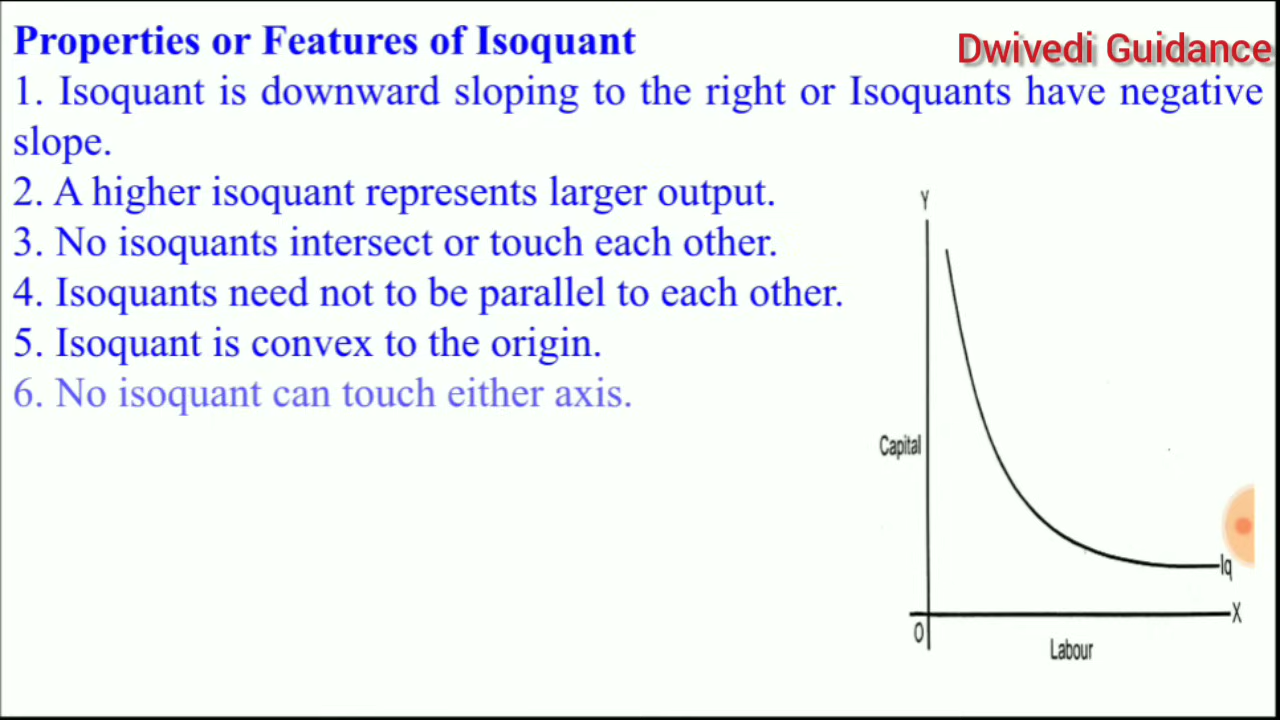 Properties or Features of Isoquant
Dwivedi Guidance
1. Isoquant is downward sloping to the right or Isoquants have negative
slope.
2. A higher isoquant represents larger output.
3. No isoquants intersect or touch each other.
4. Isoquants need not to be parallel to each other.
5. Isoquant is convex to the origin.
6. No isoquant can touch either axis.
Y
Capital
Iq
X
O
Labour